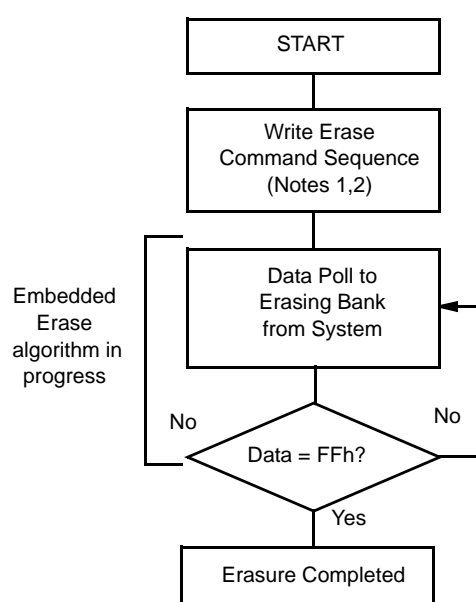 START
Write Erase
Command Sequence
(Notes 1,2)
Data Poll to
Erasing Bank
from System
Embedded
Erase
algorithm in
progress
No
No
Data = FFh?
Yes
Erasure Completed